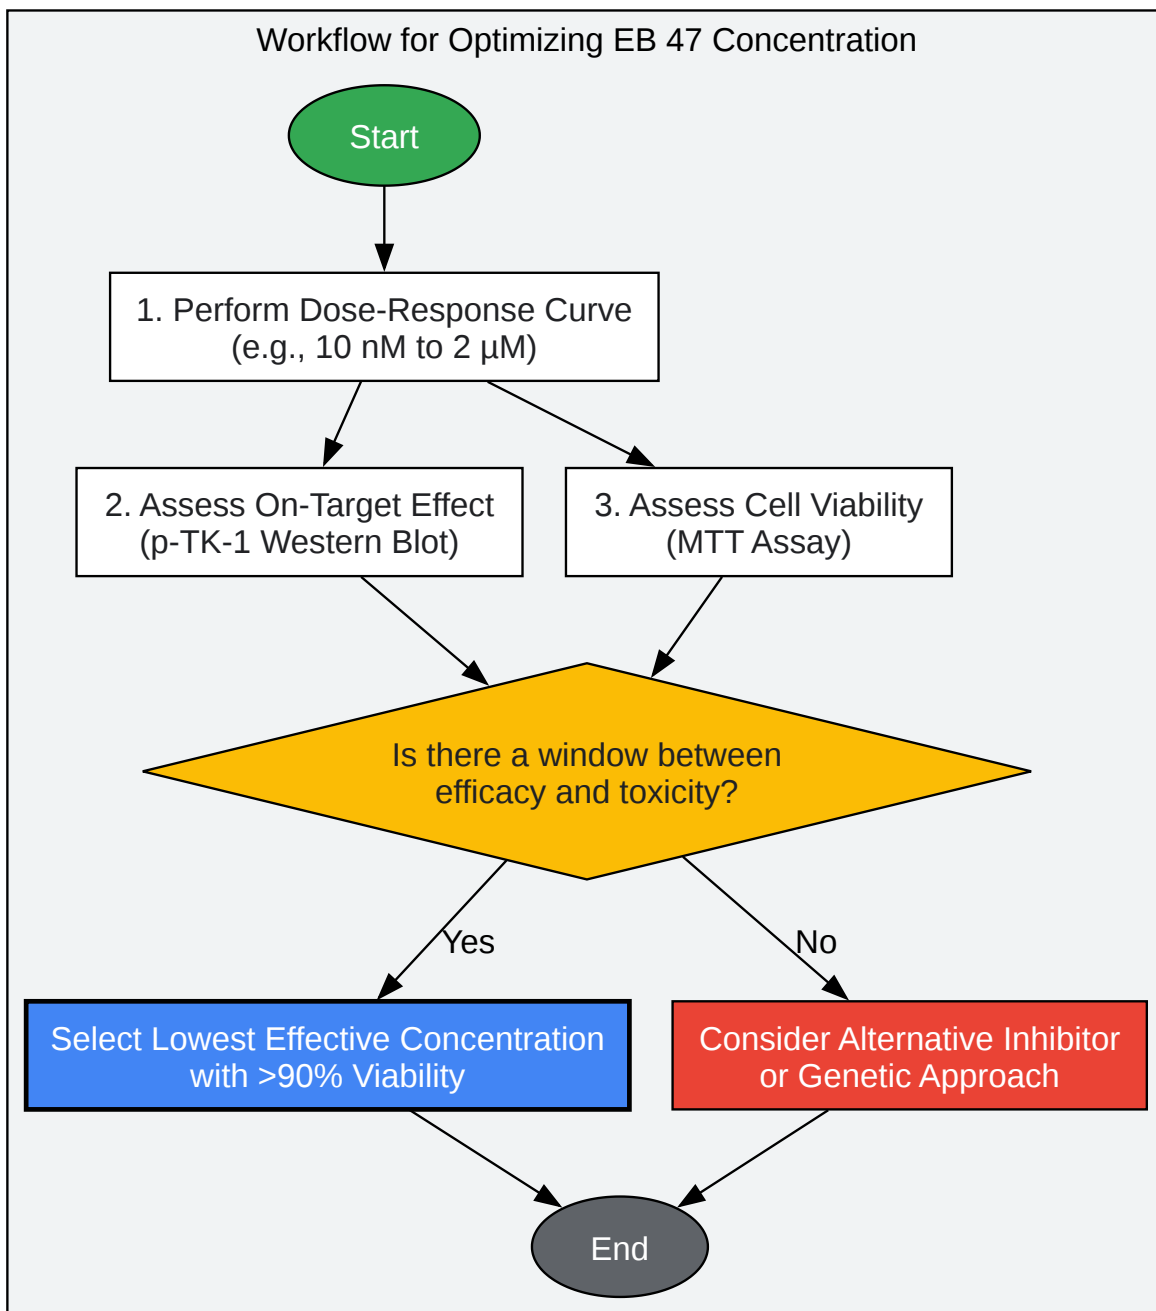 Workflow for Optimizing EB 47 Concentration
Start
1. Perform Dose-Response Curve
(e.g., 10 nM to 2 µM)
2. Assess On-Target Effect
(p-TK-1 Western Blot)
3. Assess Cell Viability
(MTT Assay)
Is there a window between
efficacy and toxicity?
Yes
No
Select Lowest Effective Concentration
with >90% Viability
Consider Alternative Inhibitor
or Genetic Approach
End